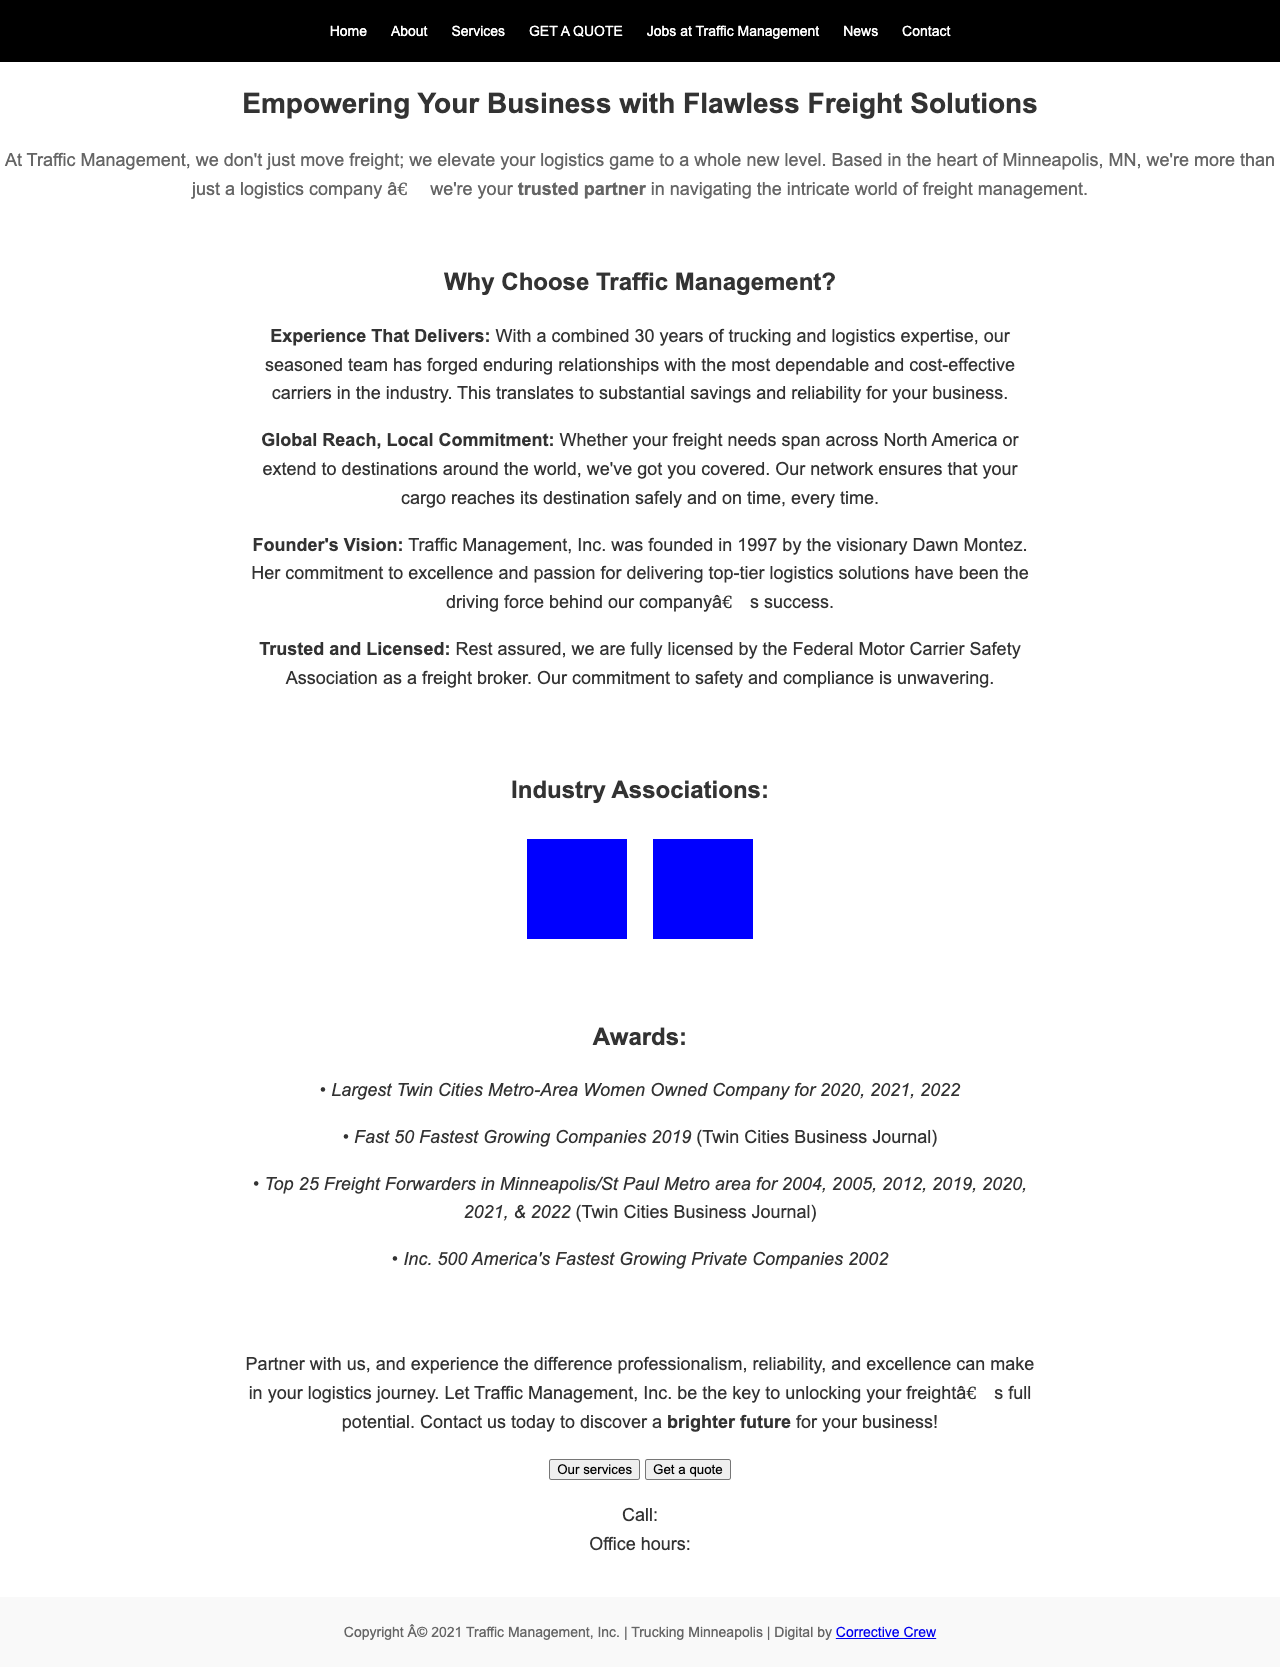 Home About Services GET A QUOTE Jobs at Traffic Management News Contact
Empowering Your Business with Flawless Freight Solutions
At Traffic Management, we don't just move freight; we elevate your logistics game to a whole new level. Based in the heart of Minneapolis, MN, we're more than
just a logistics company â€ we're your trusted partner in navigating the intricate world of freight management.
Why Choose Traffic Management?
Experience That Delivers: With a combined 30 years of trucking and logistics expertise, our
seasoned team has forged enduring relationships with the most dependable and cost-effective
carriers in the industry. This translates to substantial savings and reliability for your business.
Global Reach, Local Commitment: Whether your freight needs span across North America or
extend to destinations around the world, we've got you covered. Our network ensures that your
cargo reaches its destination safely and on time, every time.
Founder's Vision: Traffic Management, Inc. was founded in 1997 by the visionary Dawn Montez.
Her commitment to excellence and passion for delivering top-tier logistics solutions have been the
driving force behind our companyâ€ s success.
Trusted and Licensed: Rest assured, we are fully licensed by the Federal Motor Carrier Safety
Association as a freight broker. Our commitment to safety and compliance is unwavering.
Industry Associations:
Awards:
• Largest Twin Cities Metro-Area Women Owned Company for 2020, 2021, 2022
• Fast 50 Fastest Growing Companies 2019 (Twin Cities Business Journal)
• Top 25 Freight Forwarders in Minneapolis/St Paul Metro area for 2004, 2005, 2012, 2019, 2020,
2021, & 2022 (Twin Cities Business Journal)
• Inc. 500 America's Fastest Growing Private Companies 2002
Partner with us, and experience the difference professionalism, reliability, and excellence can make
in your logistics journey. Let Traffic Management, Inc. be the key to unlocking your freightâ€ s full
potential. Contact us today to discover a brighter future for your business!
Our services Get a quote
Call:
Office hours:
Copyright Â© 2021 Traffic Management, Inc. | Trucking Minneapolis | Digital by Corrective Crew